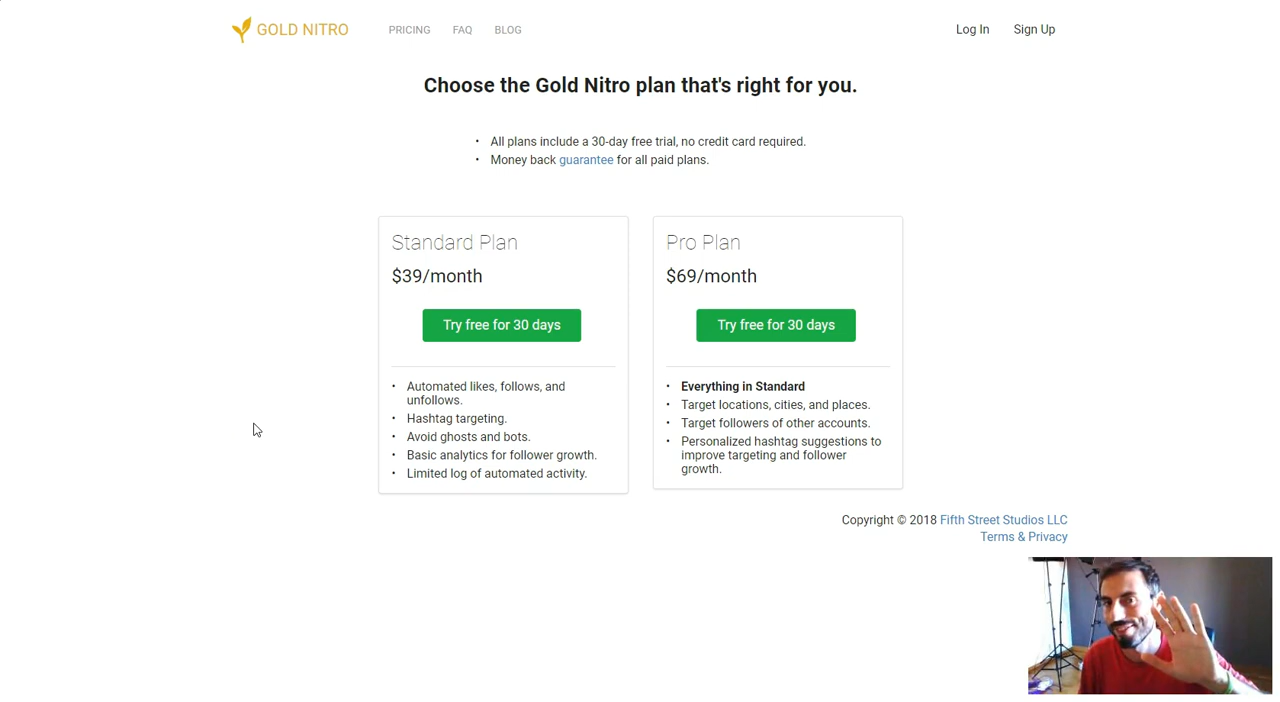 GOLD NITRO PRICING FAQ BLOG Log In Sign Up
Choose the Gold Nitro plan that's right for you.
• All plans include a 30-day free trial, no credit card required.
• Money back guarantee for all paid plans.
Standard Plan
$39/month
Try free for 30 days
• Automated likes, follows, and
unfollows.
• Hashtag targeting.
• Avoid ghosts and bots.
• Basic analytics for follower growth.
• Limited log of automated activity.
Pro Plan
$69/month
Try free for 30 days
• Everything in Standard
• Target locations, cities, and places.
• Target followers of other accounts.
• Personalized hashtag suggestions to
improve targeting and follower
growth.
Copyright © 2018 Fifth Street Studios LLC
Terms & Privacy